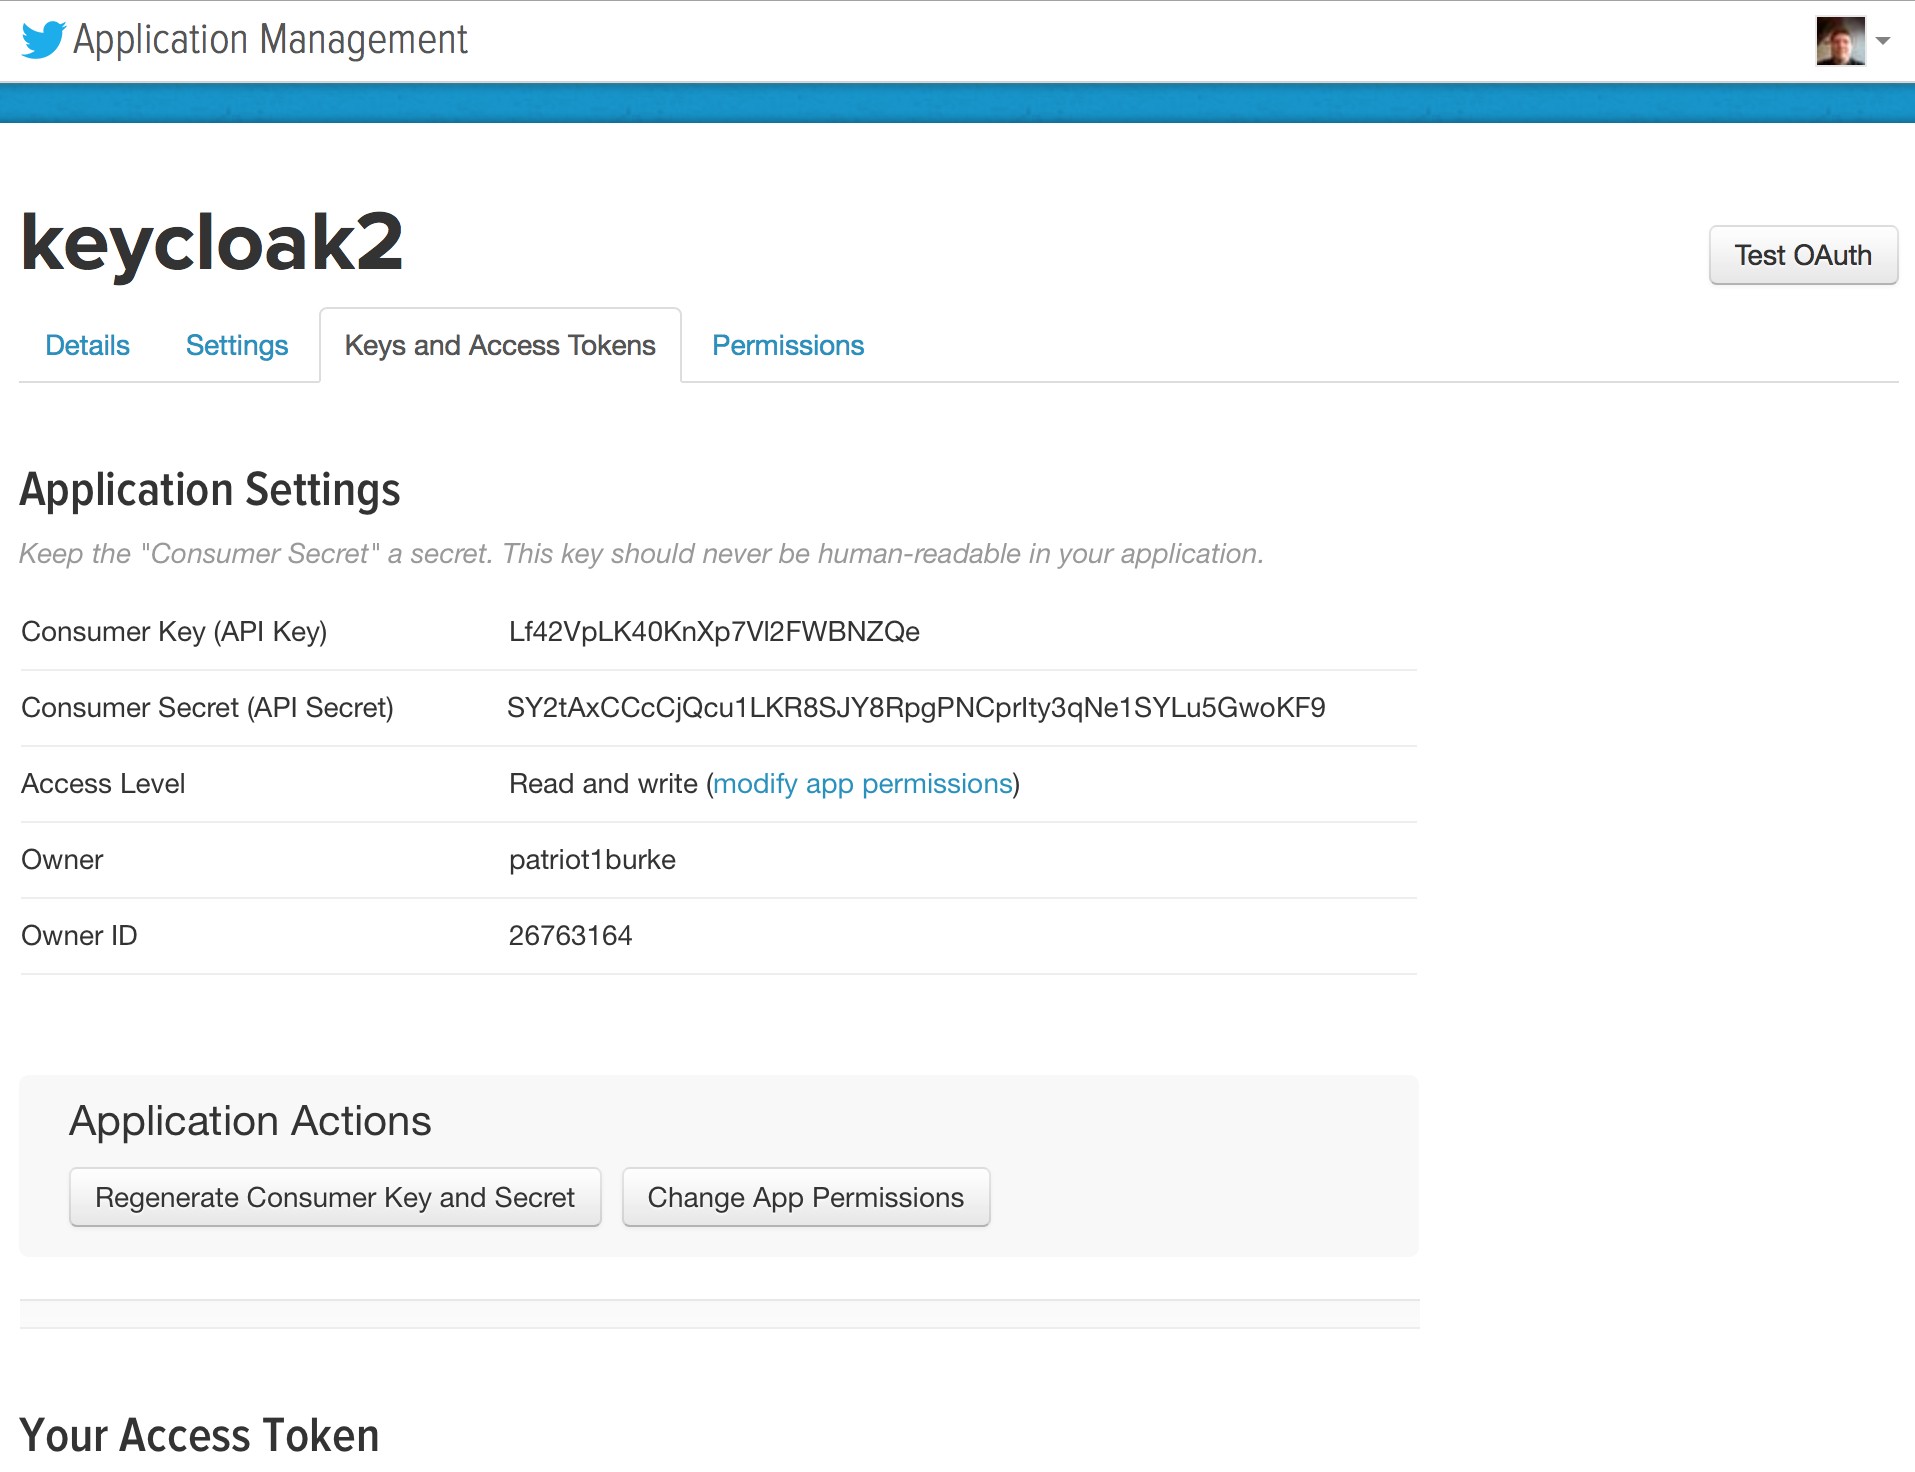 Application Management
keycloak2
Test OAuth
Details Settings Keys and Access Tokens Permissions
Application Settings
Keep the "Consumer Secret" a secret. This key should never be human-readable in your application.
Consumer Key (API Key) Lf42VpLK40KnXp7Vl2FWBNZQe
Consumer Secret (API Secret) SY2tAxCCcCjQcu1LKR8SJY8RpgPNCprIty3qNe1SYLu5GwoKF9
Access Level Read and write (modify app permissions)
Owner patriot1burke
Owner ID 26763164
Application Actions
Regenerate Consumer Key and Secret Change App Permissions
Your Access Token